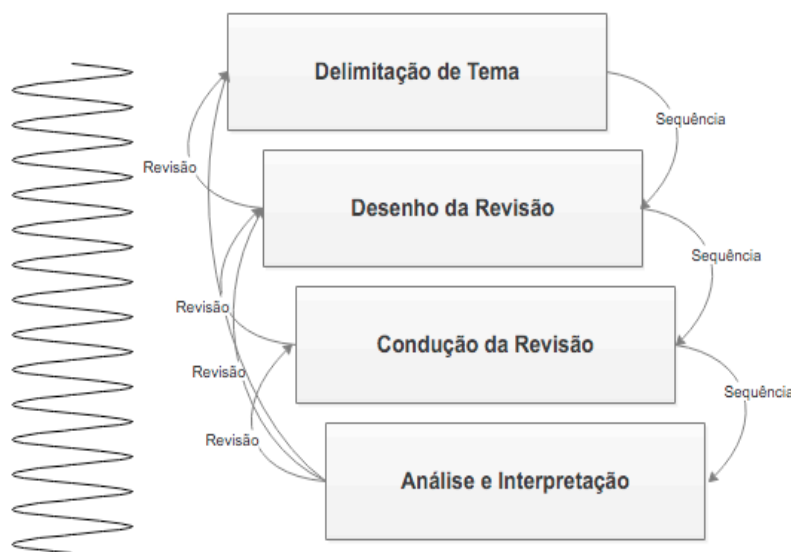 Delimitação de Tema
Sequência
Revisão
Desenho da Revisão
Sequência
Revisão
Condução da Revisão
Revisão
Sequência
Revisão
Análise e Interpretação